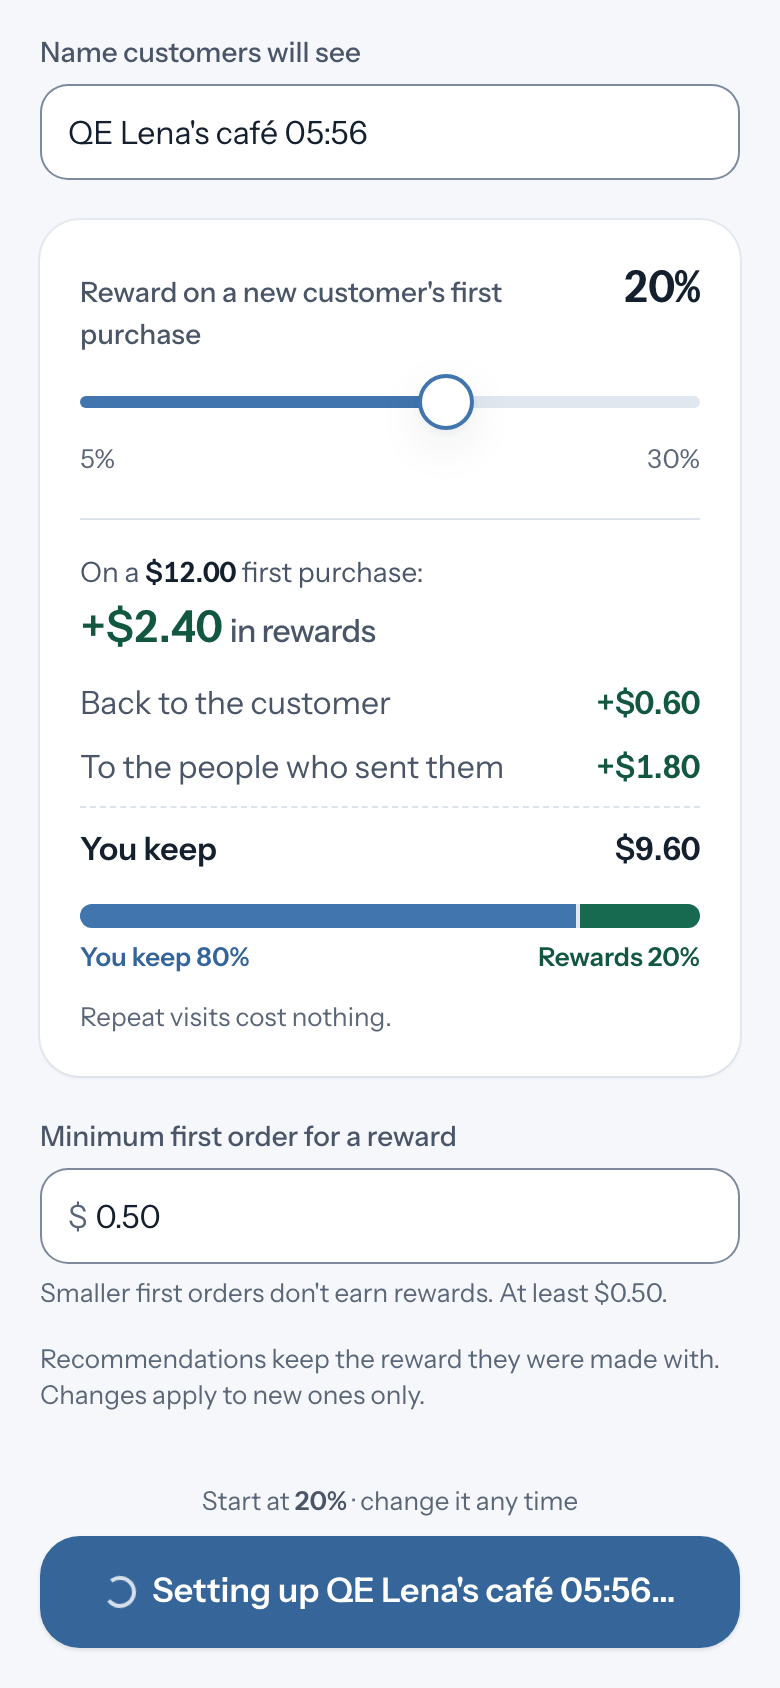 Name customers will see
QE Lena's café 05:56
Reward on a new customer's first
purchase
20%
5%
30%
On a $12.00 first purchase:
+$2.40 in rewards
Back to the customer
+$0.60
To the people who sent them
+$1.80
You keep
$9.60
You keep 80%
Rewards 20%
Repeat visits cost nothing.
Minimum first order for a reward
$ 0.50
Smaller first orders don't earn rewards. At least $0.50.
Recommendations keep the reward they were made with.
Changes apply to new ones only.
Start at 20% · change it any time
Setting up QE Lena's café 05:56...